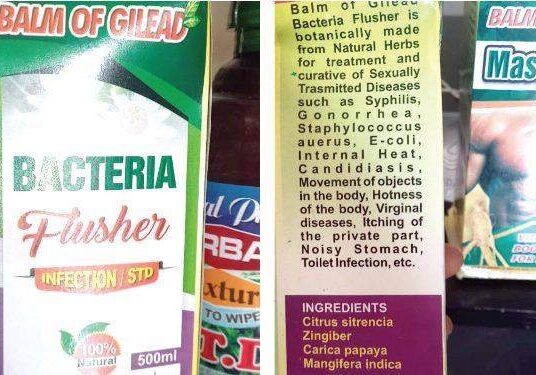 BALM OF GILEAD
BACTERIA
Flusher
INFECTION / STD
100%
Natural
500ml
TO WIPE
Balm of Gilead
Bacteria Flusher is
botanically made
from Natural Herbs
for treatment and
curative of Sexually
Trasmitted Diseases
such as Syphilis,
Gonorrhea,
Staphylococcus
auerus, E-coli,
Internal Heat,
Candidiasis,
Movement of objects
in the body, Hotness
of the body, Virginal
diseases, Itching of
the private part,
Noisy Stomach,
Toilet Infection, etc.
INGREDIENTS
Citrus sitrencia
Zingiber
Carica papaya
Mangifera indica
BALM
Mas